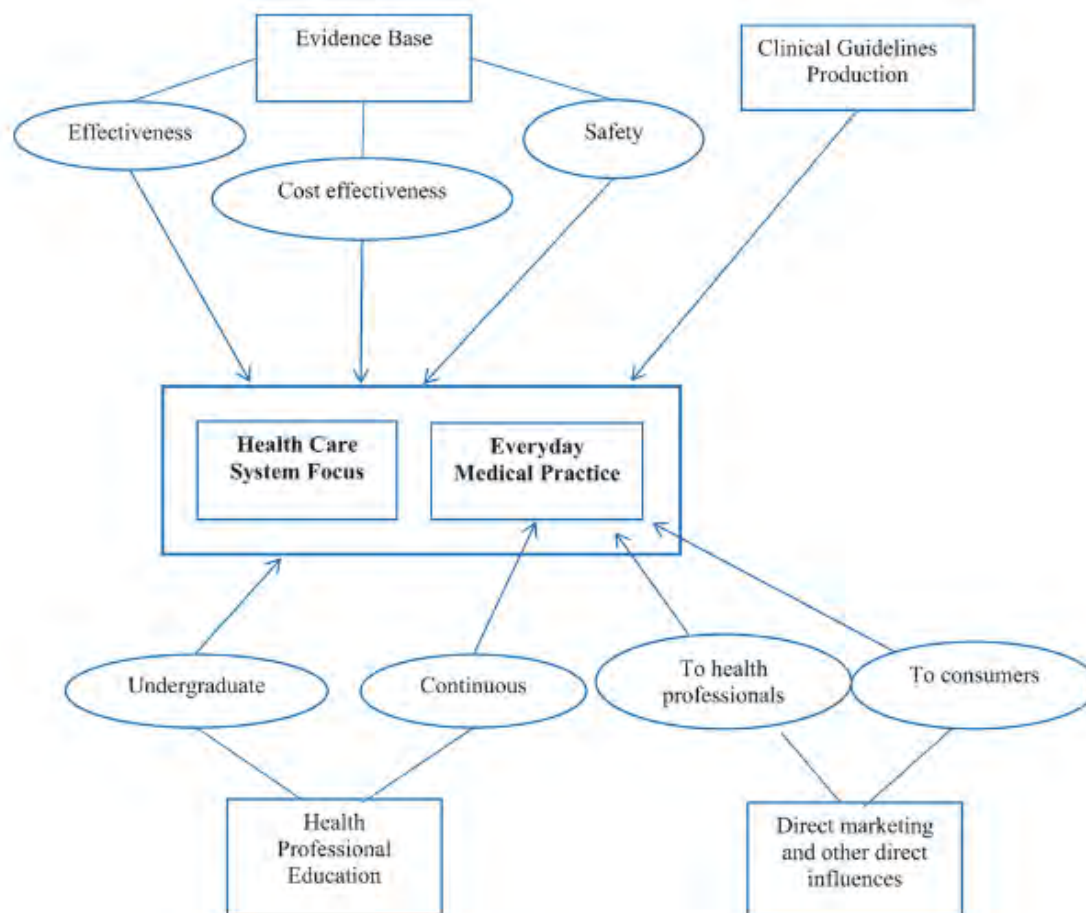 Evidence Base
Clinical Guidelines
Production
Effectiveness
Safety
Cost effectiveness
Health Care
System Focus
Everyday
Medical Practice
Undergraduate
Continuous
To health
professionals
To consumers
Health
Professional
Education
Direct marketing
and other direct
influences